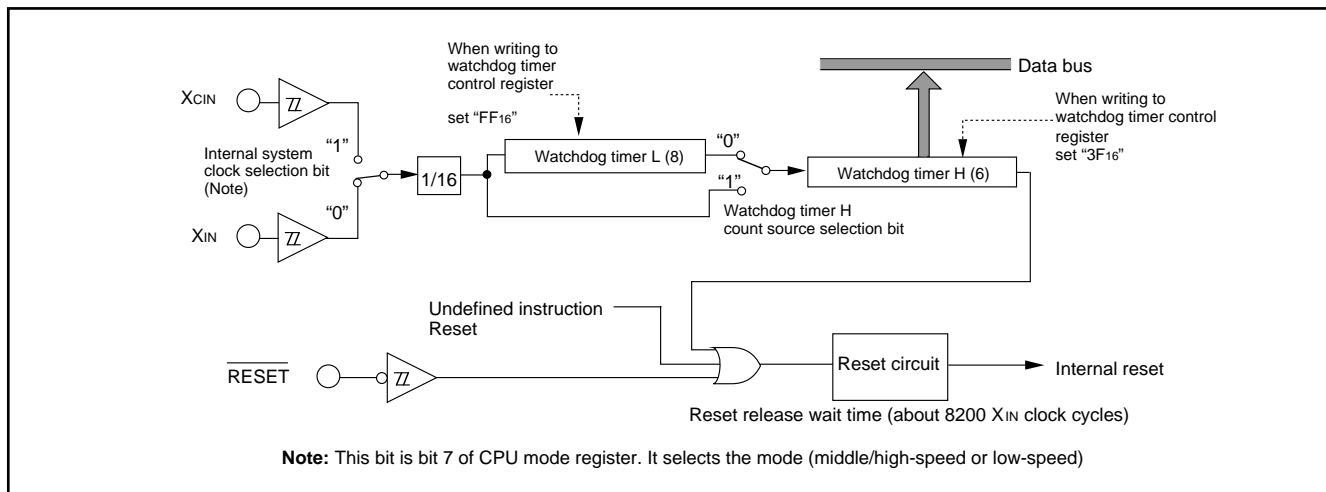 When writing to
watchdog timer
control register
set “FF16”
Data bus
When writing to
watchdog timer control
register
set “3F16”
XCIN
“1”
Internal system
clock selection bit
(Note)
“0”
XIN
1/16
Watchdog timer L (8)
“0”
“1”
Watchdog timer H
count source selection bit
Watchdog timer H (6)
Undefined instruction
Reset
RESET
Reset circuit
Internal reset
Reset release wait time (about 8200 XIN clock cycles)
Note: This bit is bit 7 of CPU mode register. It selects the mode (middle/high-speed or low-speed)